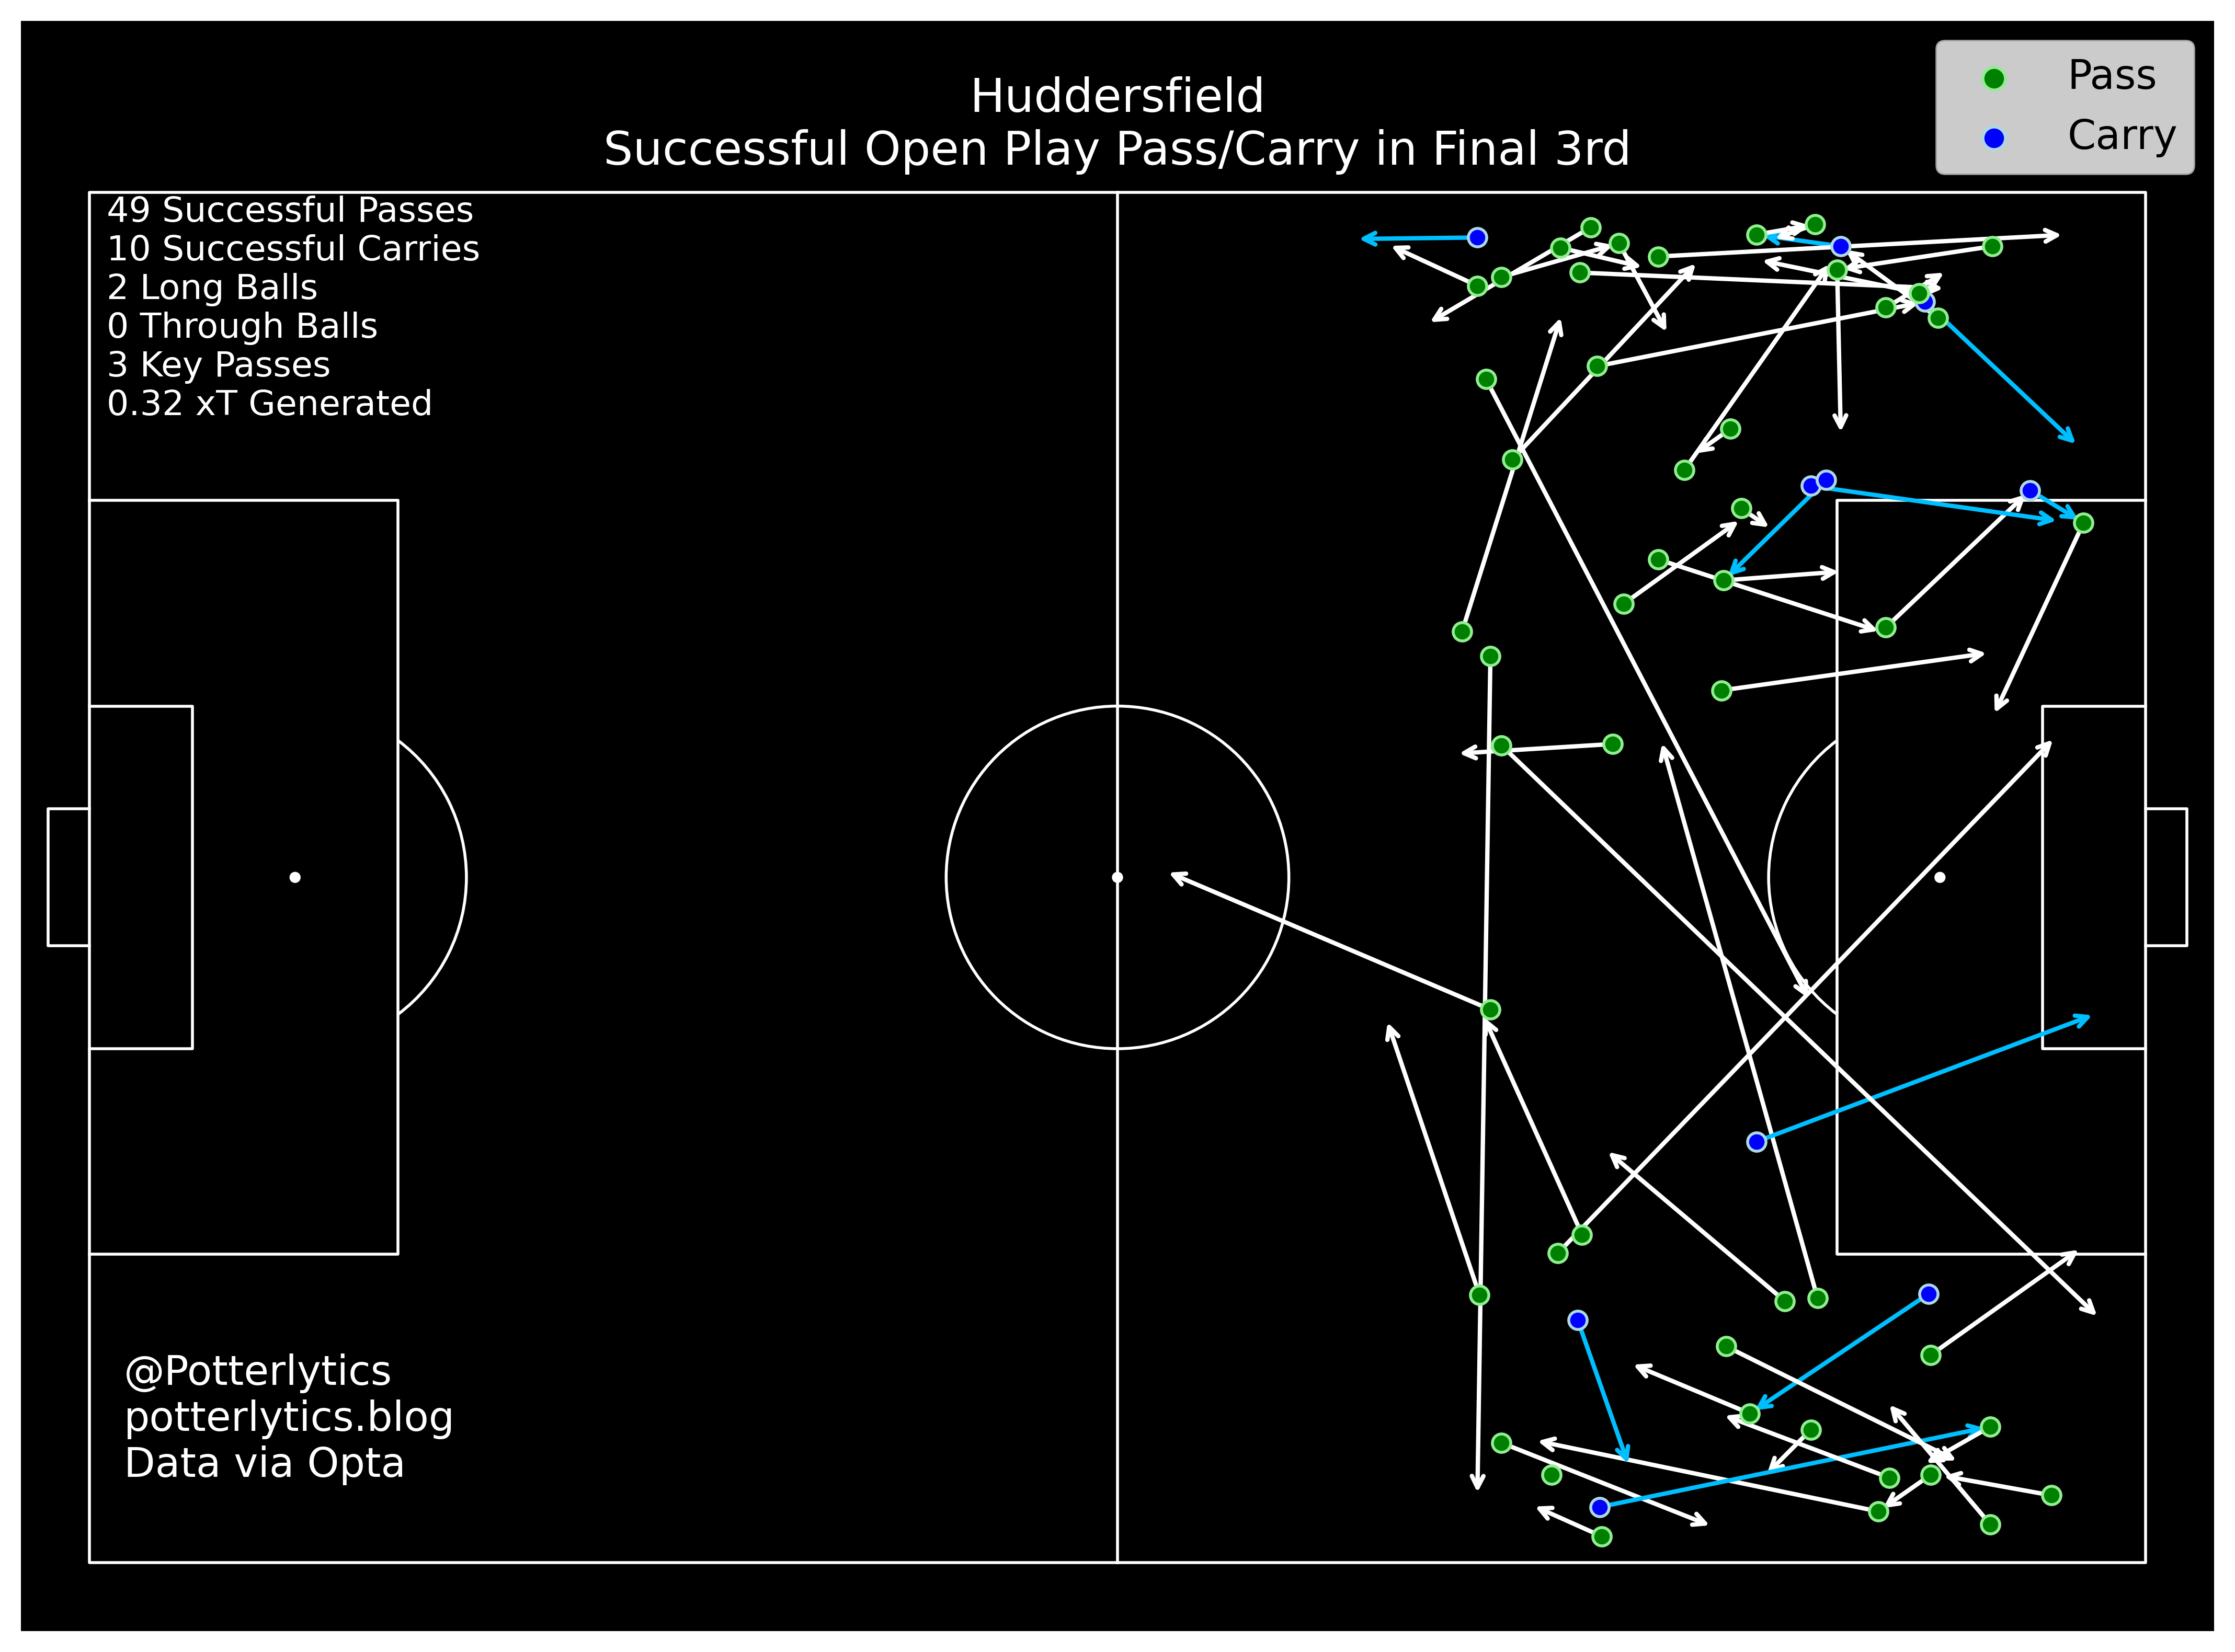 Huddersfield
Successful Open Play Pass/Carry in Final 3rd
Pass
Carry
49 Successful Passes
10 Successful Carries
2 Long Balls
0 Through Balls
3 Key Passes
0.32 xT Generated
@Potterlytics
potterlytics.blog
Data via Opta